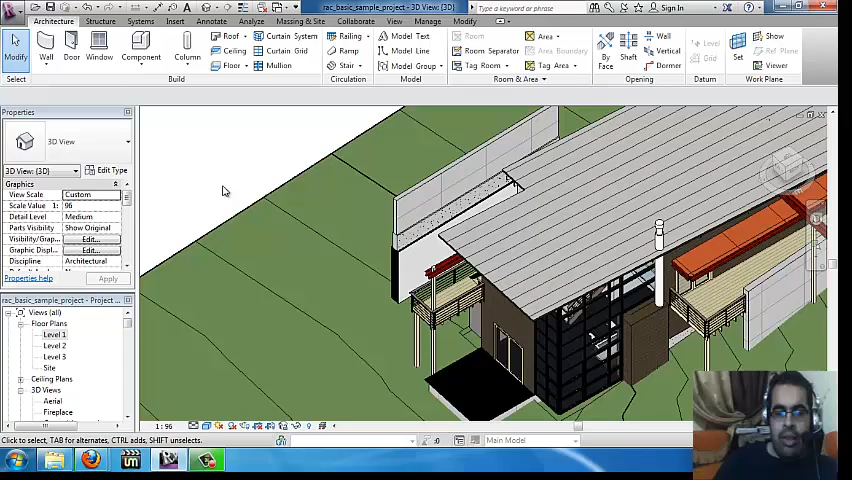 rac_basic_sample_project - 3D View: {3D}
Type a keyword or phrase
Sign In
Architecture Structure Systems Insert Annotate Analyze Massing & Site Collaborate View Manage Modify
Modify Wall Door Window Component Column
Roof Ceiling Floor
Curtain System Curtain Grid Mullion
Railing Ramp Stair
Model Text Model Line Model Group
Room Room Separator Tag Room
Area Area Boundary Tag Area
By Face Shaft Wall Vertical Dormer
Level Grid
Set Show Ref Plane Viewer
Select Build Circulation Model Room & Area Opening Datum Work Plane
Properties
3D View
3D View: {3D} Edit Type
Graphics
View Scale Custom
Scale Value 1: 96
Detail Level Medium
Parts Visibility Show Original
Visibility/Grap... Edit...
Graphic Displ... Edit...
Discipline Architectural
Properties help Apply
rac_basic_sample_project - Project ...
Views (all)
Floor Plans
Level 1
Level 2
Level 3
Site
Ceiling Plans
3D Views
Aerial
Fireplace
1 : 96
Click to select, TAB for alternates, CTRL adds, SHIFT unselects.
:0
Main Model